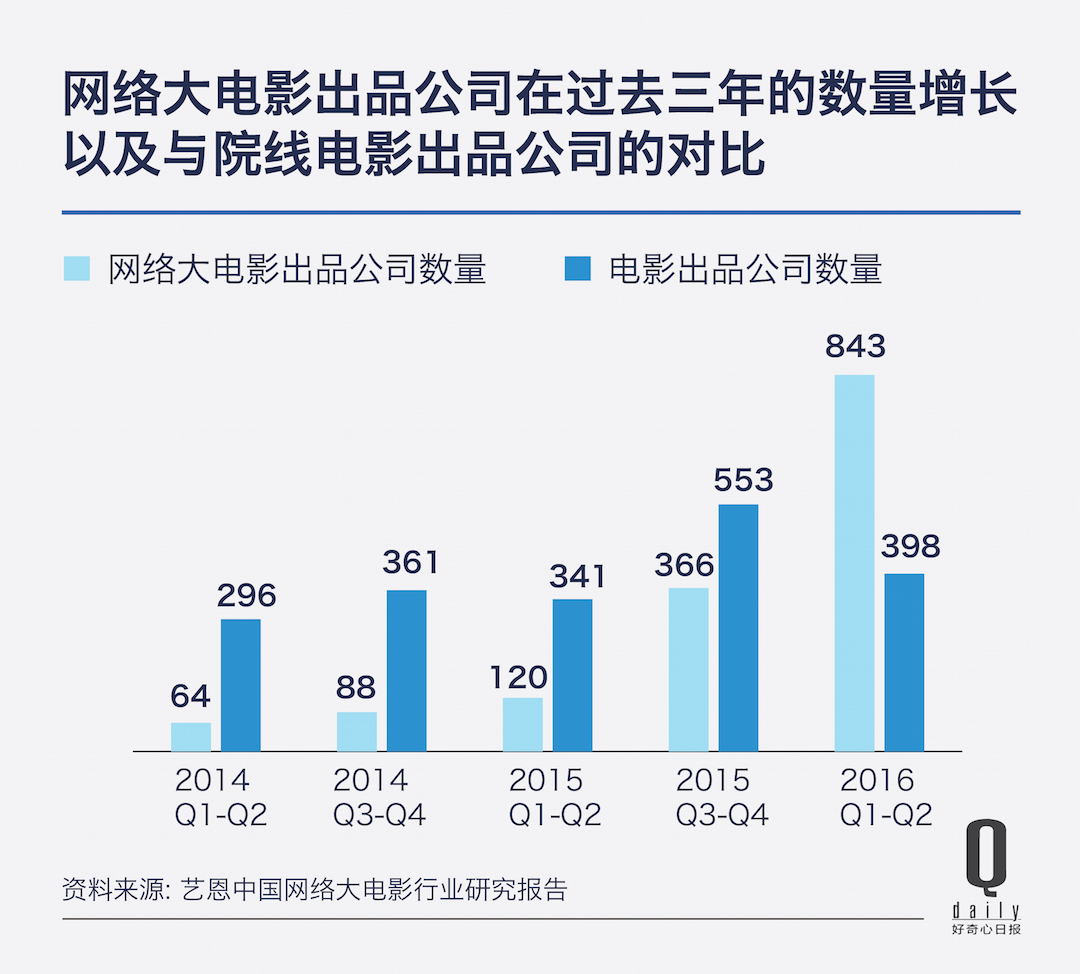 网络大电影出品公司在过去三年的数量增长
以及与院线电影出品公司的对比
网络大电影出品公司数量
电影出品公司数量
64
296
88
361
120
341
366
553
843
398
2014
Q1-Q2
2014
Q3-Q4
2015
Q1-Q2
2015
Q3-Q4
2016
Q1-Q2
资料来源: 艺恩中国网络大电影行业研究报告
Q
daily
好奇心日报